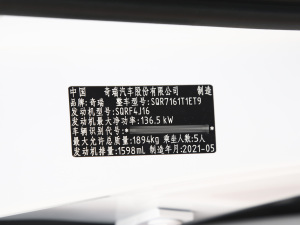 中国 奇瑞汽车股份有限公司 制造
品牌:奇瑞 整车型号:SQR7161T1ET9
发动机型号:SQRF4J16
发动机最大净功率:136.5 kW
车辆识别代号:
最大允许总质量:1894kg 乘坐人数:5人
发动机排量:1598mL 制造年月:2021-05